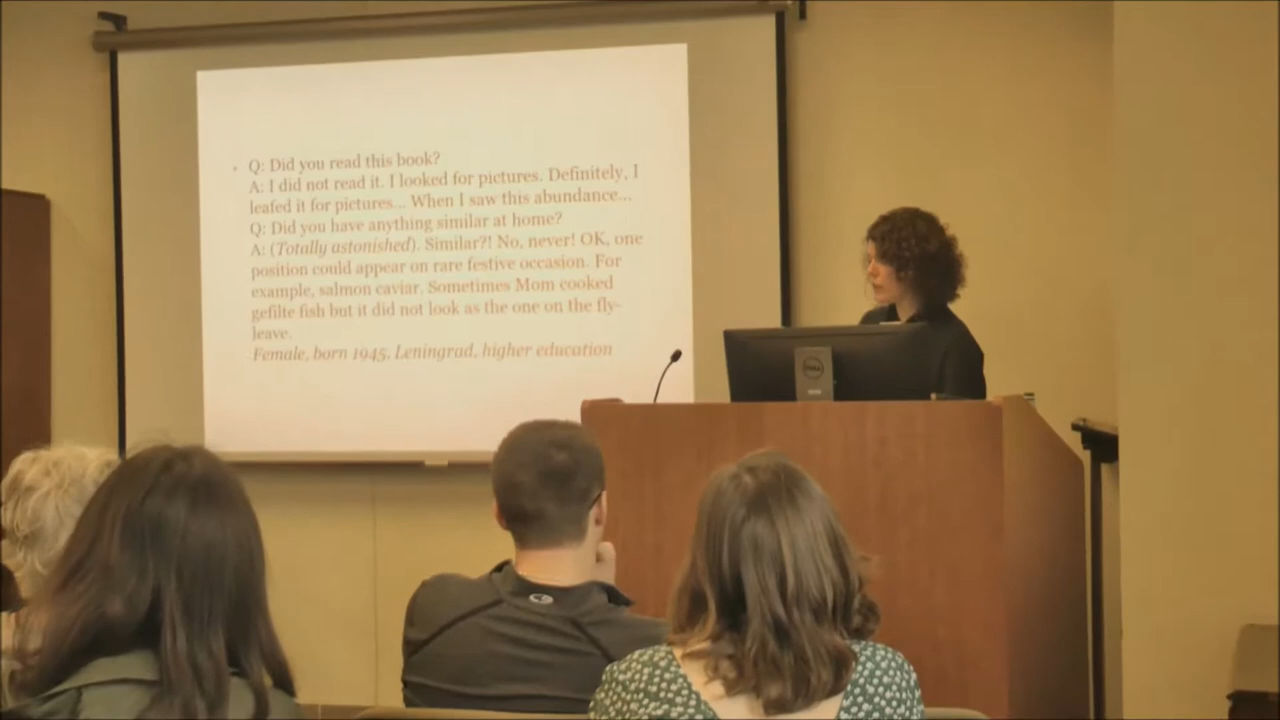 Q: Did you read this book?
A: I did not read it. I looked for pictures. Definitely, I
leafed it for pictures... When I saw this abundance...
Q: Did you have anything similar at home?
A: (Totally astonished). Similar?! No, never! OK, one
position could appear on rare festive occasion. For
example, salmon caviar. Sometimes Mom cooked
gefilte fish but it did not look as the one on the fly-
leave.
Female, born 1945, Leningrad, higher education
DELL